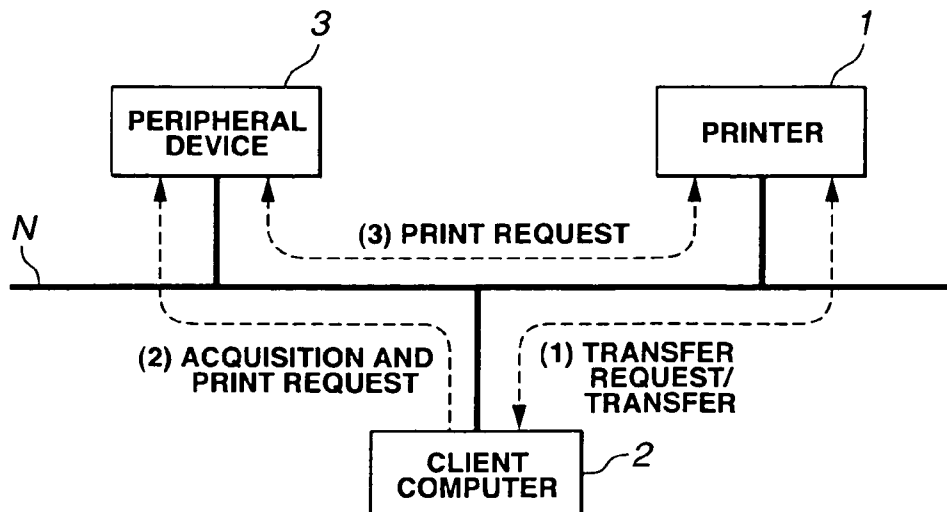 3
1
PERIPHERAL
DEVICE
PRINTER
N
(3) PRINT REQUEST
(2) ACQUISITION AND
PRINT REQUEST
(1) TRANSFER
REQUEST/
TRANSFER
CLIENT
COMPUTER
2